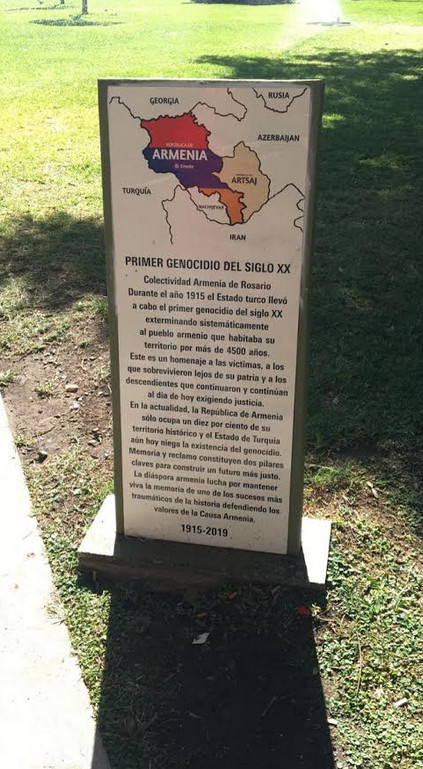 GEORGIA
RUSIA
AZERBAIJAN
REPÚBLICA DE
ARMENIA
ARTSAJ
TURQUÍA
NAJICHEVAN
IRAN
PRIMER GENOCIDIO DEL SIGLO XX
Colectividad Armenia de Rosario
Durante el año 1915 el Estado turco llevó
a cabo el primer genocidio del siglo XX
exterminando sistemáticamente
al pueblo armenio que habitaba su
territorio por más de 4500 años.
Este es un homenaje a las víctimas, a los
que sobrevivieron lejos de su patria y a los
descendientes que continuaron y continúan
al día de hoy exigiendo justicia.
En la actualidad, la República de Armenia
sólo ocupa un diez por ciento de su
territorio histórico y el Estado de Turquia
aún hoy niega la existencia del genocidio.
Memoria y reclamo constituyen dos pilares
claves para construir un futuro más justo.
La diáspora armenia lucha por mantener
viva la memoria de uno de los sucesos más
traumáticos de la historia defendiendo los
valores de la Causa Armenia.
1915-2019